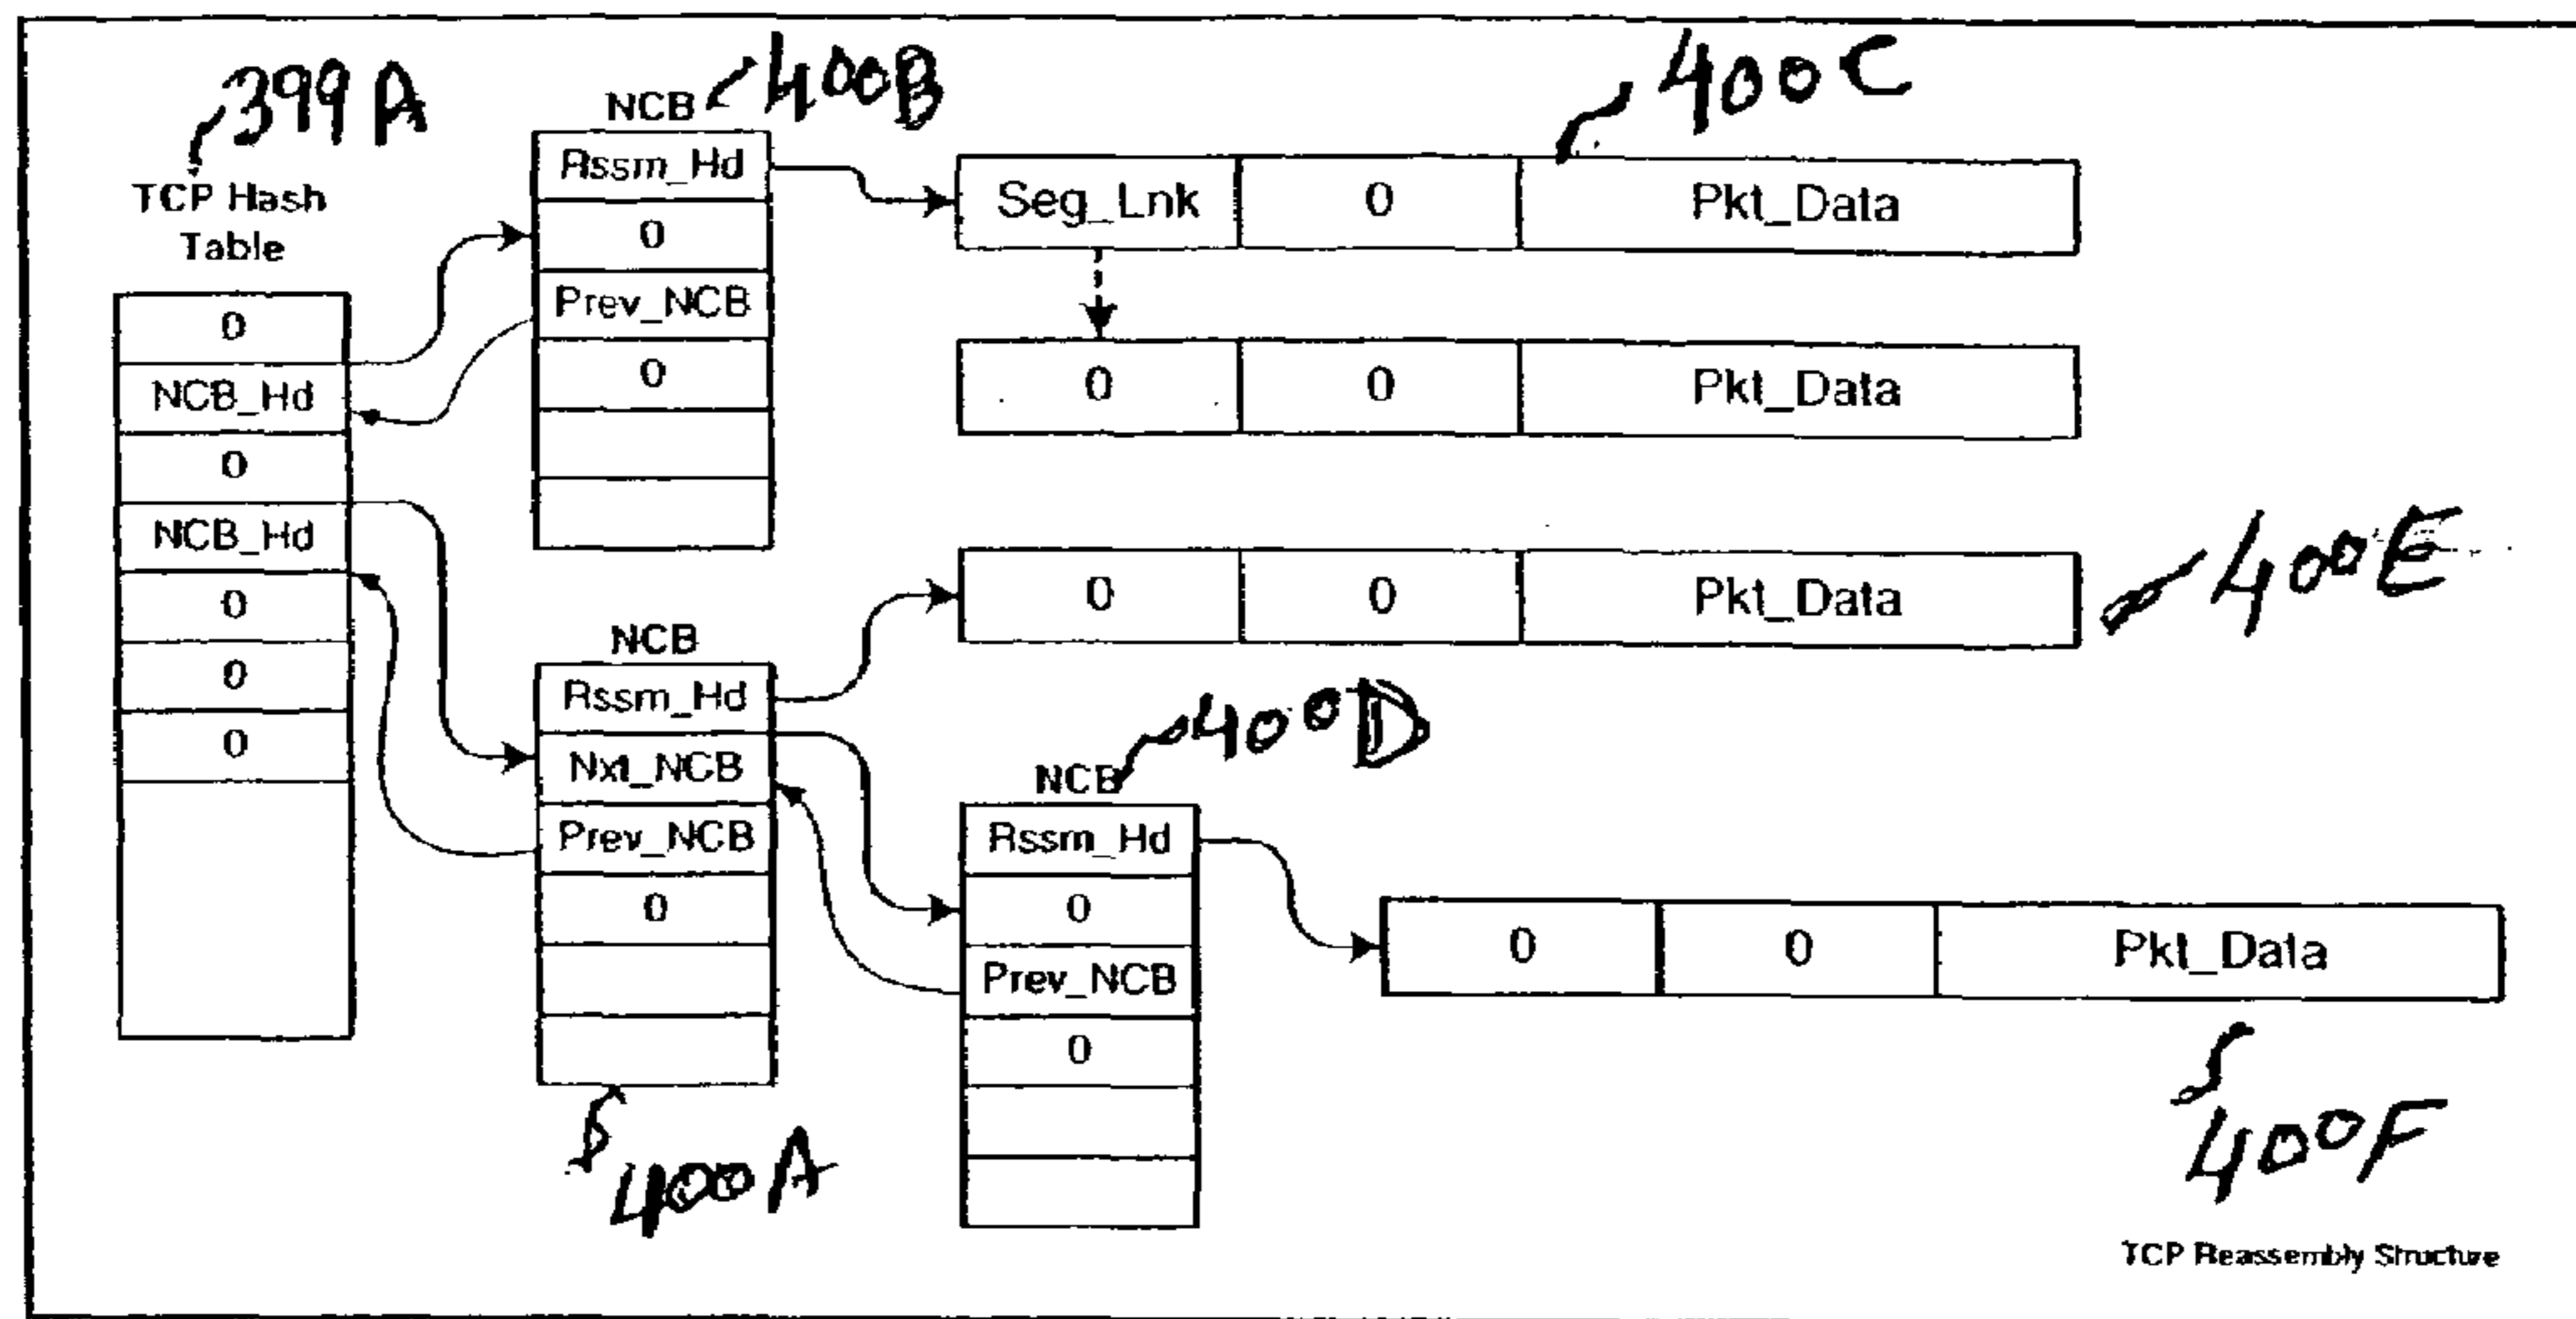 399A
TCP Hash
Table
0
NCB_Hd
0
NCB_Hd
0
0
0
NCB
400B
Rssm_Hd
0
Prev_NCB
0
400C
Seg_Lnk
0
Pkt_Data
0
0
Pkt_Data
0
0
Pkt_Data
400E
NCB
Rssm_Hd
Nxt_NCB
Prev_NCB
0
400A
NCB
400D
Rssm_Hd
0
Prev_NCB
0
0
0
Pkt_Data
400F
TCP Reassembly Structure